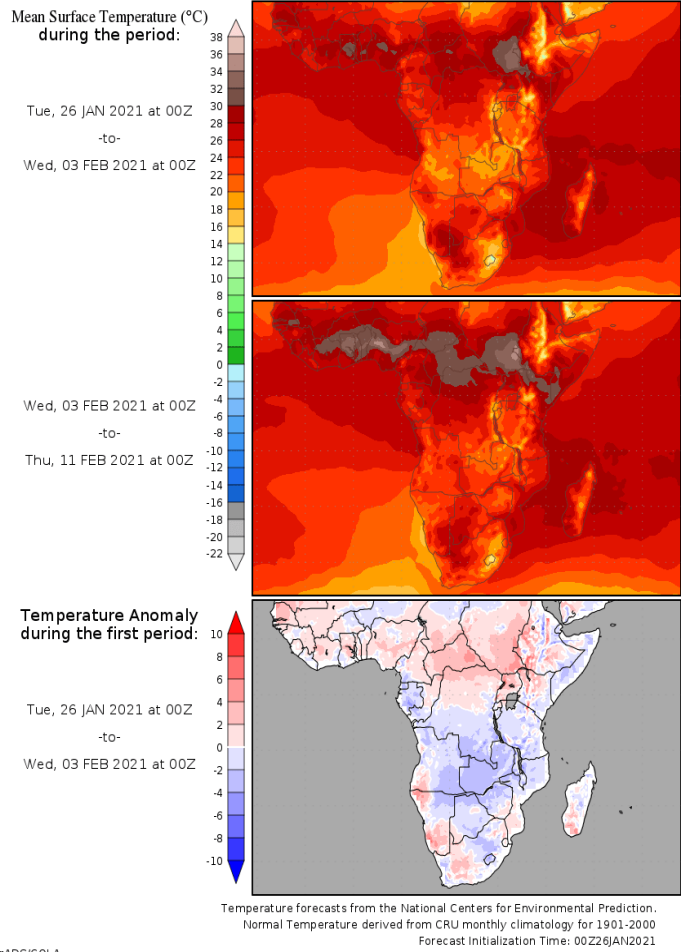 Mean Surface Temperature (°C)
during the period:
Tue, 26 JAN 2021 at 00Z
-to-
Wed, 03 FEB 2021 at 00Z
38
36
34
32
30
28
26
24
22
20
18
16
14
12
10
8
6
4
2
0
-2
-4
-6
-8
-10
-12
-14
-16
-18
-20
-22
Wed, 03 FEB 2021 at 00Z
-to-
Thu, 11 FEB 2021 at 00Z
Temperature Anomaly
during the first period:
Tue, 26 JAN 2021 at 00Z
-to-
Wed, 03 FEB 2021 at 00Z
10
8
6
4
2
0
-2
-4
-6
-8
-10
Temperature forecasts from the National Centers for Environmental Prediction.
Normal Temperature derived from CRU monthly climatology for 1901-2000
Forecast Initialization Time: 00Z26JAN2021